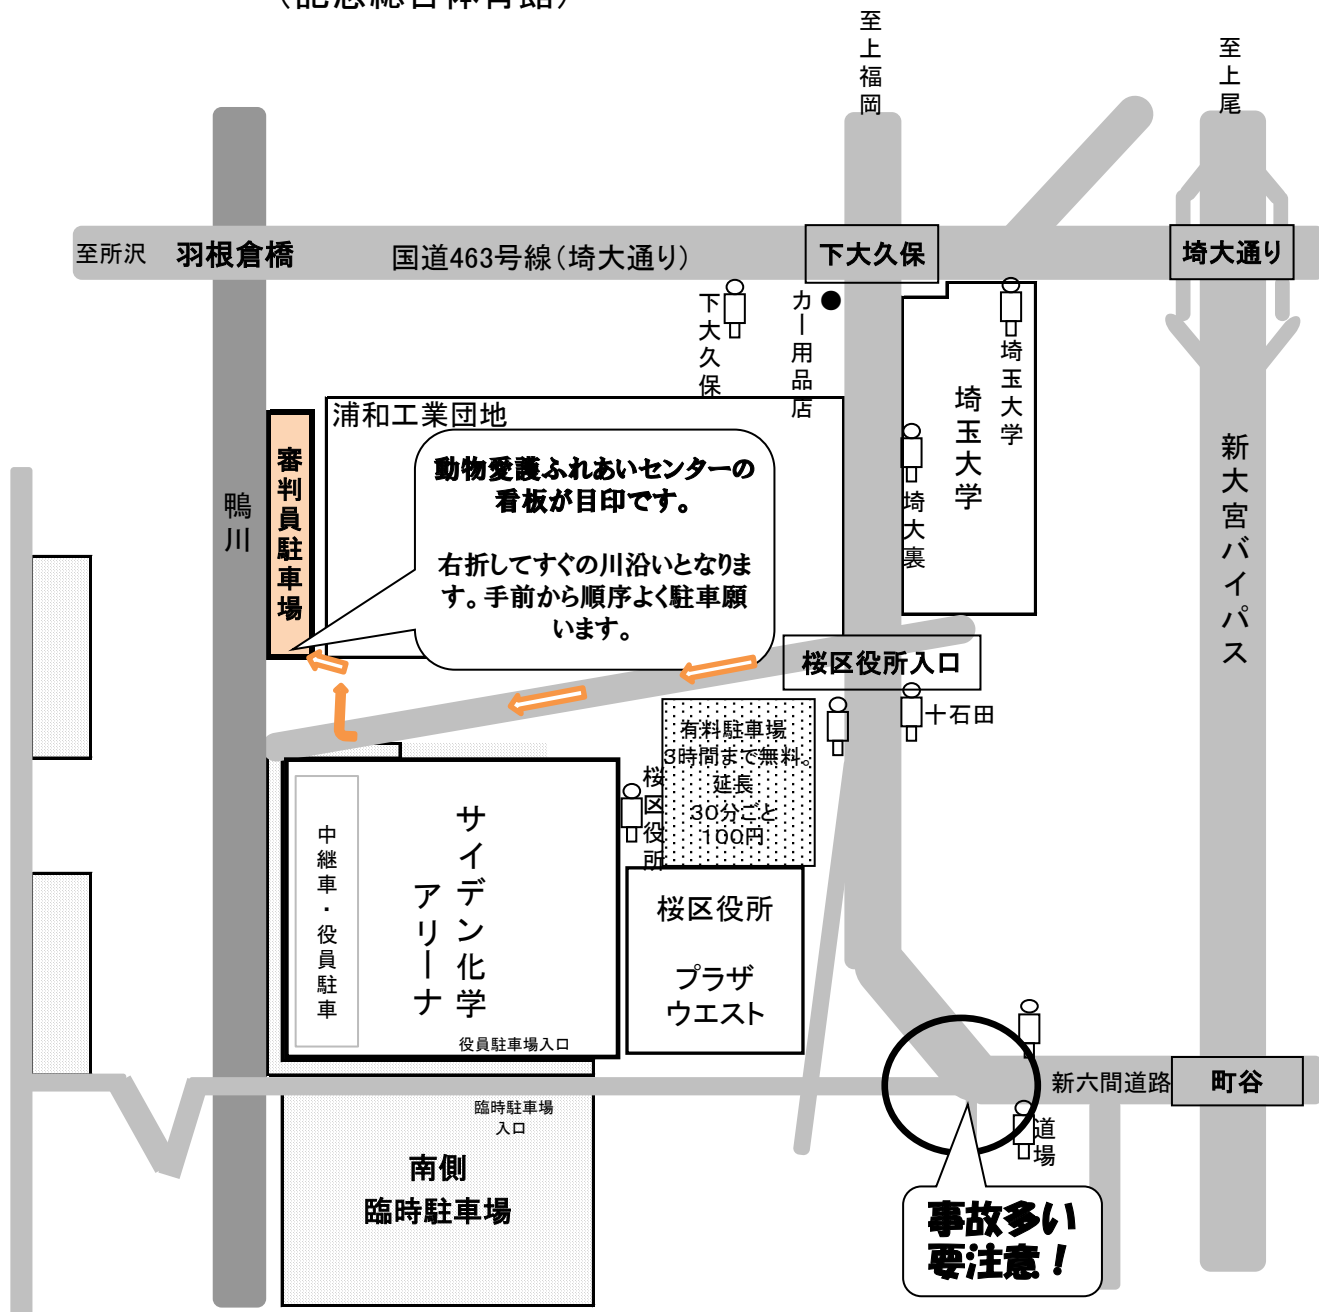 (記念総合体育館)
至上福岡
至上尾
至所沢
羽根倉橋
国道463号線(埼大通り)
下大久保
埼大通り
下大久保
カー用品店
埼玉大学
埼玉大学
埼大裏
浦和工業団地
動物愛護ふれあいセンターの
看板が目印です。
右折してすぐの川沿いとなりま
す。手前から順序よく駐車願
います。
審判員駐車場
鴨川
新大宮バイパス
桜区役所入口
十石田
有料駐車場
3時間まで無料。
延長
30分ごと
100円
桜区役所
サイデン化学
アリーナ
中継車・役員駐車
役員駐車場入口
桜区役所
プラザ
ウエスト
新六間道路
町谷
道場
臨時駐車場
入口
南側
臨時駐車場
事故多い
要注意!